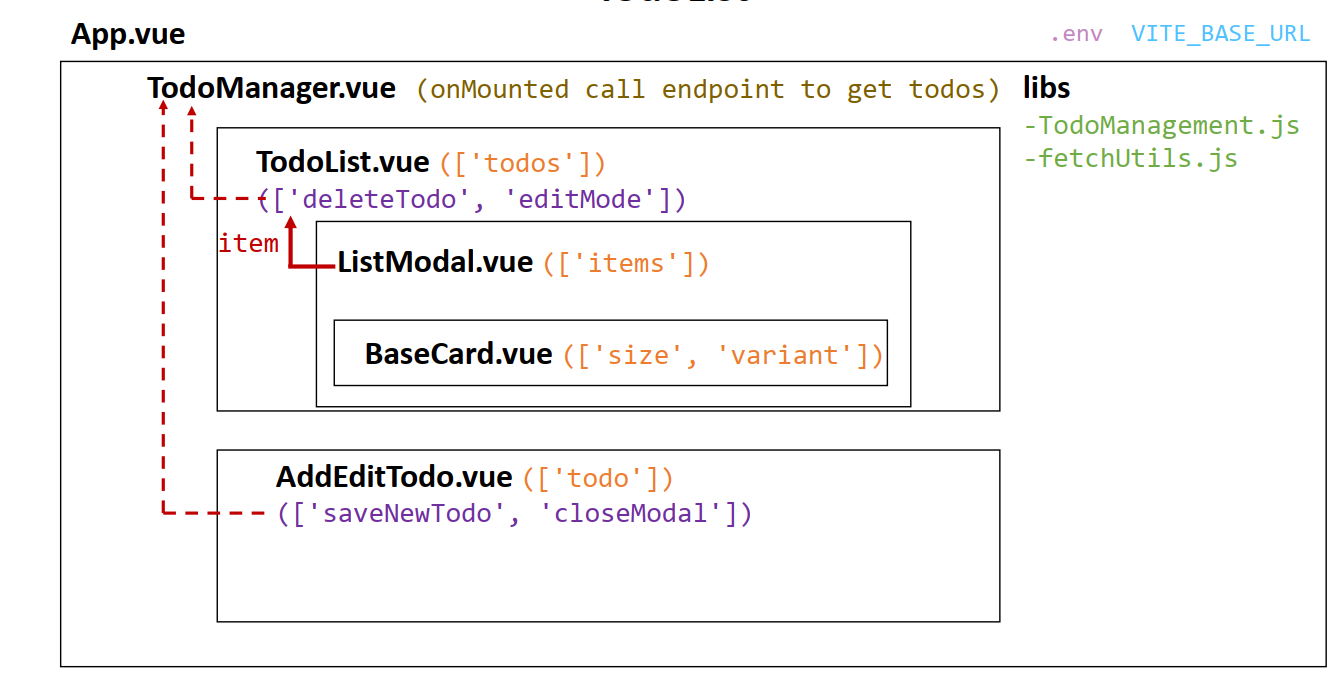 App.vue
.env VITE_BASE_URL
TodoManager.vue (onMounted call endpoint to get todos)
libs
-TodoManagement.js
-fetchUtils.js
TodoList.vue (['todos'])
(['deleteTodo', 'editMode'])
item
ListModal.vue (['items'])
BaseCard.vue (['size', 'variant'])
AddEditTodo.vue (['todo'])
(['saveNewTodo', 'closeModal'])